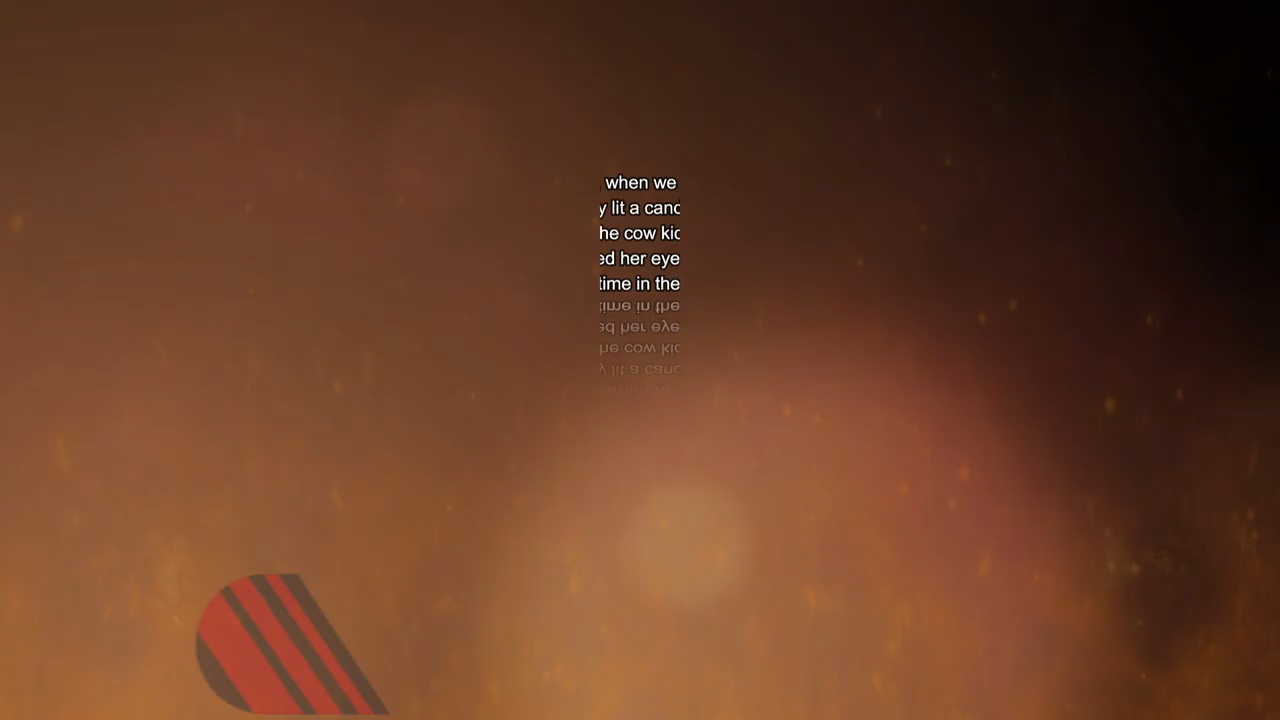 , when we
y lit a canc
he cow kic
ed her eye
time in the